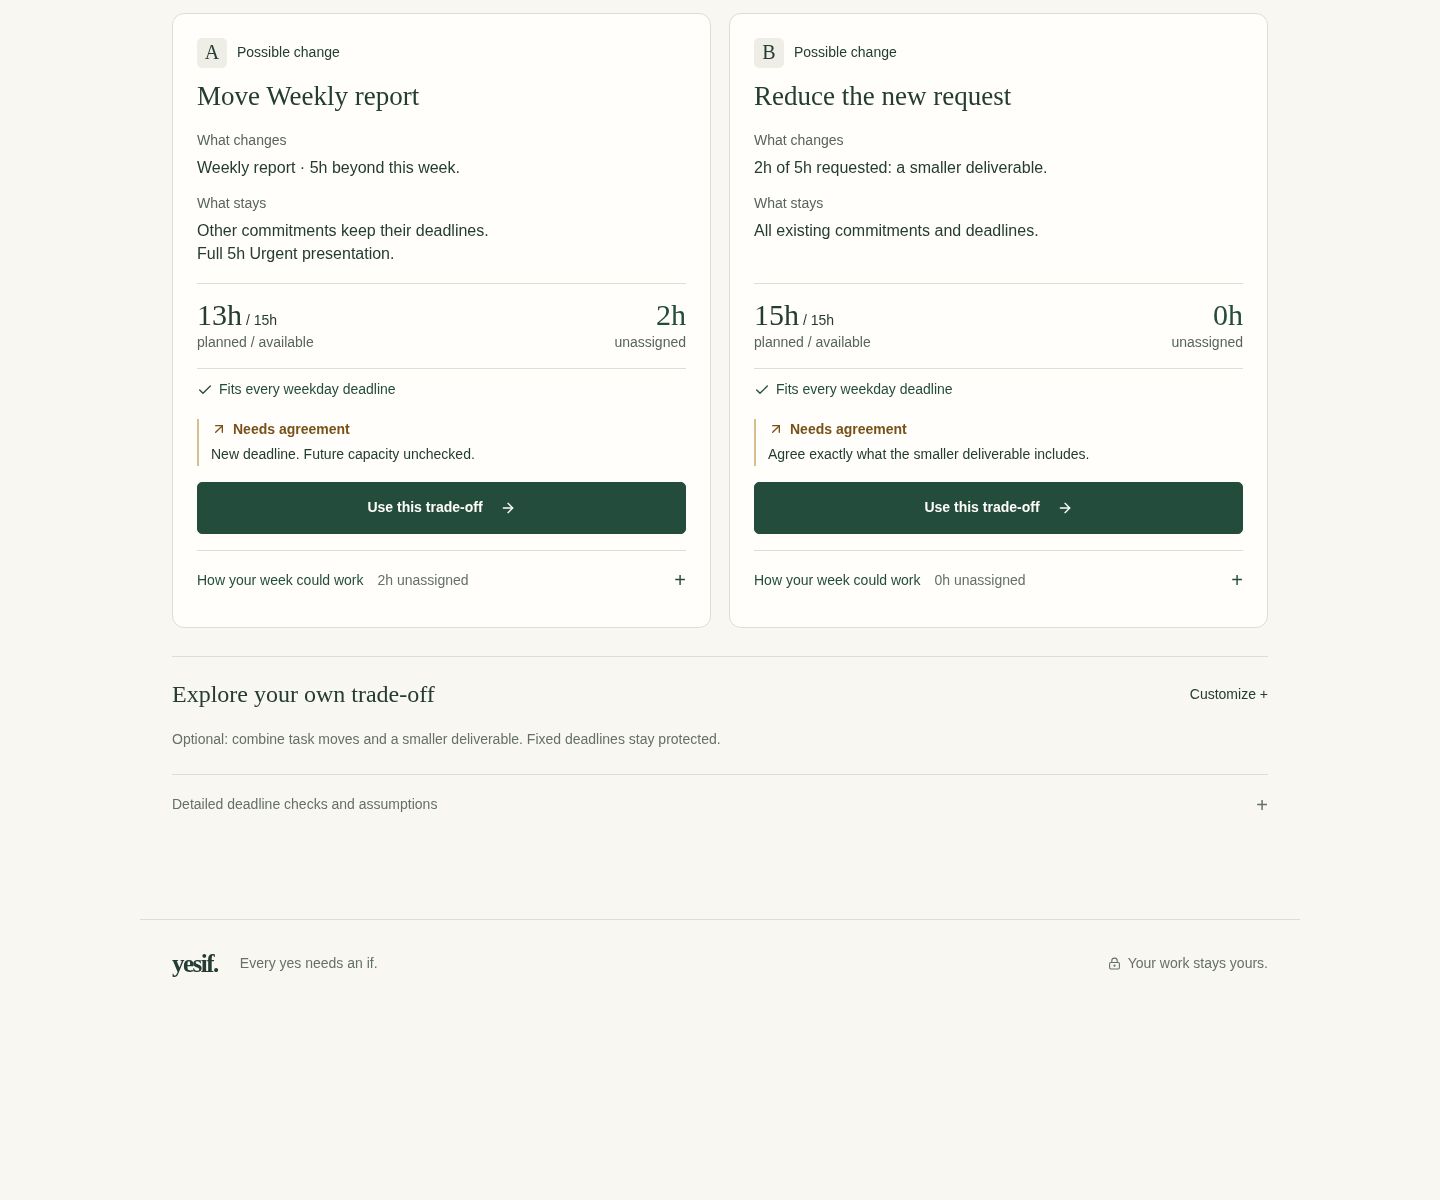 A Possible change
Move Weekly report
What changes
Weekly report · 5h beyond this week.
What stays
Other commitments keep their deadlines.
Full 5h Urgent presentation.
13h / 15h 2h
planned / available unassigned
Fits every weekday deadline
Needs agreement
New deadline. Future capacity unchecked.
Use this trade-off
How your week could work 2h unassigned +
B Possible change
Reduce the new request
What changes
2h of 5h requested: a smaller deliverable.
What stays
All existing commitments and deadlines.
15h / 15h 0h
planned / available unassigned
Fits every weekday deadline
Needs agreement
Agree exactly what the smaller deliverable includes.
Use this trade-off
How your week could work 0h unassigned +
Explore your own trade-off Customize +
Optional: combine task moves and a smaller deliverable. Fixed deadlines stay protected.
Detailed deadline checks and assumptions +
yesif. Every yes needs an if. Your work stays yours.